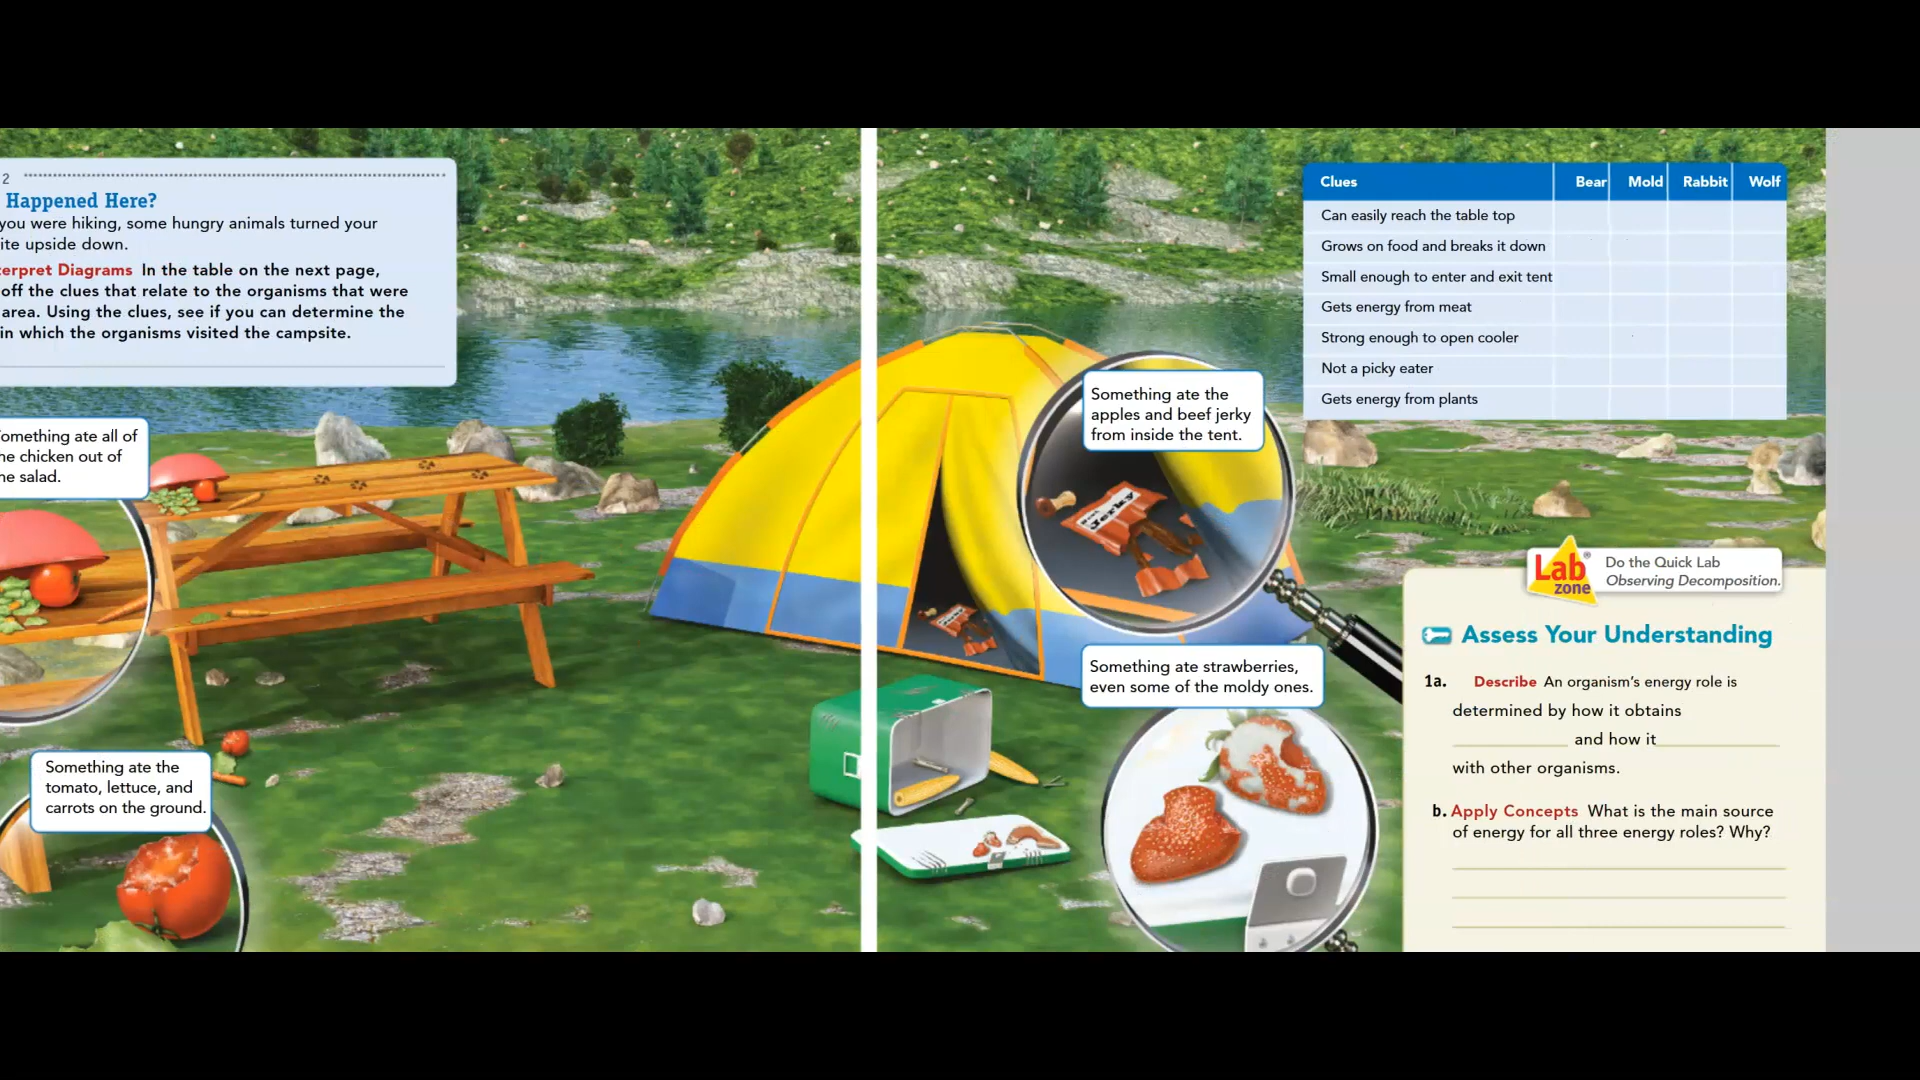 2
Happened Here?
you were hiking, some hungry animals turned your
ite upside down.
erpret Diagrams In the table on the next page,
off the clues that relate to the organisms that were
area. Using the clues, see if you can determine the
in which the organisms visited the campsite.
omething ate all of
he chicken out of
he salad.
Something ate the
tomato, lettuce, and
carrots on the ground.
Something ate the
apples and beef jerky
from inside the tent.
Beef
Jerky
Something ate strawberries,
even some of the moldy ones.
Clues Bear Mold Rabbit Wolf
Can easily reach the table top
Grows on food and breaks it down
Small enough to enter and exit tent
Gets energy from meat
Strong enough to open cooler
Not a picky eater
Gets energy from plants
Lab®
zone
Do the Quick Lab
Observing Decomposition.
Assess Your Understanding
1a. Describe An organism’s energy role is
determined by how it obtains
and how it
with other organisms.
b. Apply Concepts What is the main source
of energy for all three energy roles? Why?